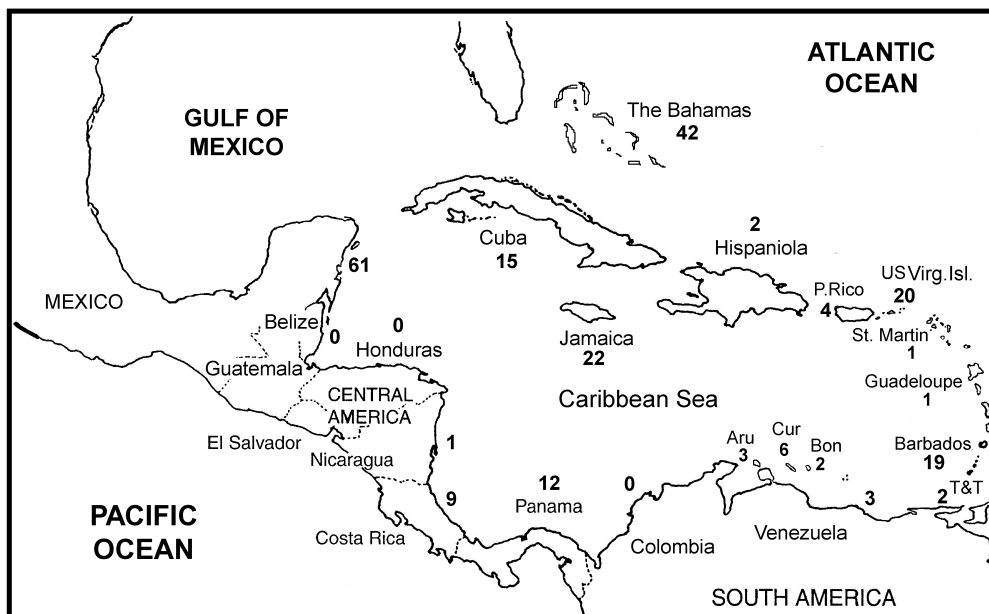 ATLANTIC
OCEAN
GULF OF
MEXICO
The Bahamas
42
2
Hispaniola
Cuba
15
61
MEXICO
US Virg. Isl.
20
P.Rico
4
Belize
0
0
Honduras
Jamaica
22
St. Martin
1
Guatemala
Guadeloupe
1
CENTRAL
AMERICA
Caribbean Sea
El Salvador
1
Aru
3
Cur
6
Bon
2
Barbados
19
Nicaragua
T&T
2
9
12
Panama
0
3
PACIFIC
OCEAN
Costa Rica
Colombia
Venezuela
SOUTH AMERICA